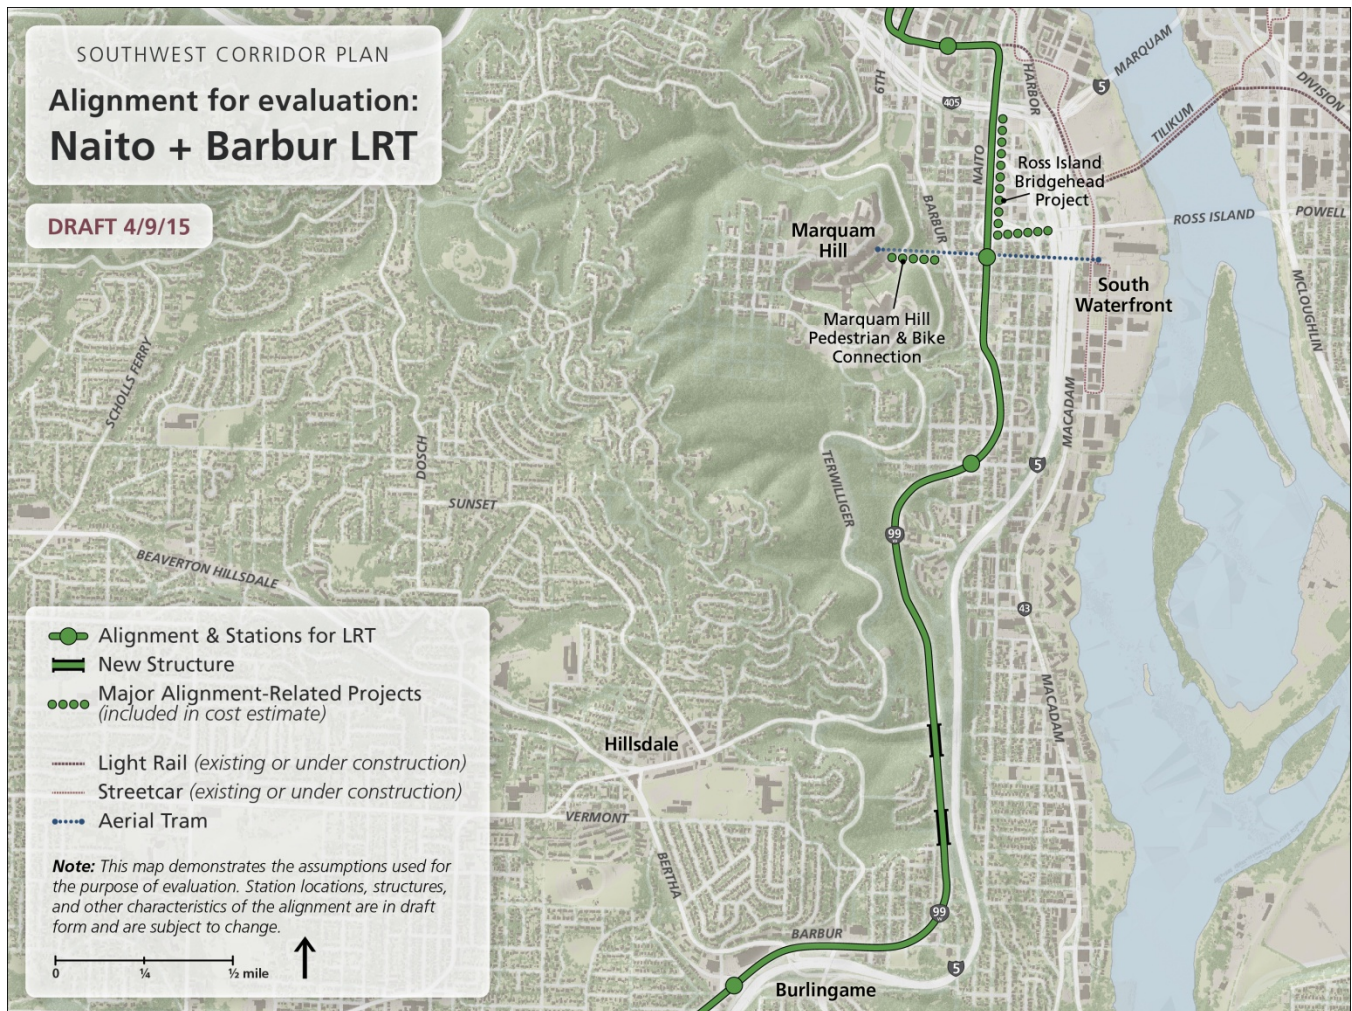 SOUTHWEST CORRIDOR PLAN
Alignment for evaluation:
Naito + Barbur LRT
DRAFT 4/9/15
6TH
405
HARBOR
5
MARQUAM
DIVISION
TILIKUM
NAITO
Ross Island
Bridgehead
Project
BARBUR
ROSS ISLAND
POWELL
Marquam
Hill
South
Waterfront
MCLOUGHLIN
Marquam Hill
Pedestrian & Bike
Connection
SCHOLLS FERRY
DOSCH
MACADAM
TERWILLIGER
5
SUNSET
99
BEAVERTON HILLSDALE
43
MACADAM
Alignment & Stations for LRT
New Structure
Major Alignment-Related Projects
(included in cost estimate)
Light Rail (existing or under construction)
Streetcar (existing or under construction)
Aerial Tram
Note: This map demonstrates the assumptions used for
the purpose of evaluation. Station locations, structures,
and other characteristics of the alignment are in draft
form and are subject to change.
0 ¼ ½ mile
Hillsdale
VERMONT
BERTHA
99
BARBUR
5
Burlingame